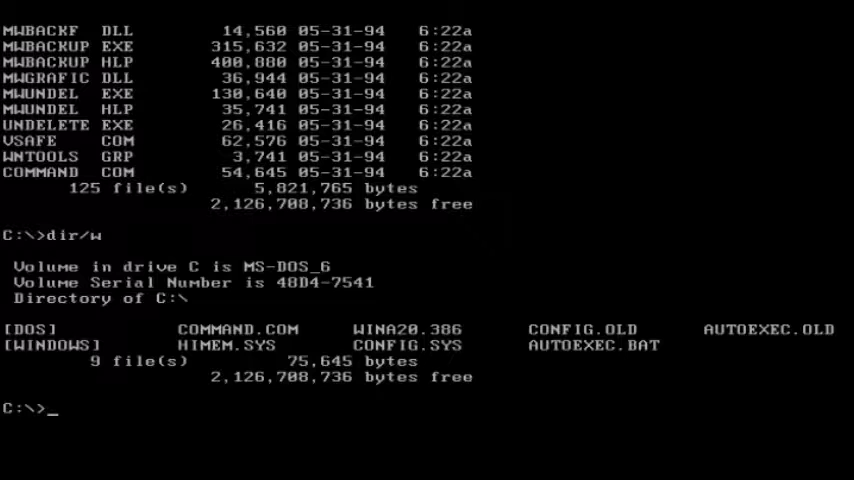 MWBACKF  DLL        14,560 05-31-94   6:22a
MWBACKUP EXE       315,632 05-31-94   6:22a
MWBACKUP HLP       400,880 05-31-94   6:22a
MWGRAFIC DLL        36,944 05-31-94   6:22a
MWUNDEL  EXE       130,640 05-31-94   6:22a
MWUNDEL  HLP        35,741 05-31-94   6:22a
UNDELETE EXE        26,416 05-31-94   6:22a
VSAFE    COM        62,576 05-31-94   6:22a
WNTOOLS  GRP         3,741 05-31-94   6:22a
COMMAND  COM        54,645 05-31-94   6:22a
      125 file(s)      5,821,765 bytes
                   2,126,708,736 bytes free
C:\>dir/w
 Volume in drive C is MS-DOS_6
 Volume Serial Number is 48D4-7541
 Directory of C:\
[DOS]           COMMAND.COM     WINA20.386      CONFIG.OLD      AUTOEXEC.OLD
[WINDOWS]       HIMEM.SYS       CONFIG.SYS      AUTOEXEC.BAT
        9 file(s)         75,645 bytes
                   2,126,708,736 bytes free
C:\>_